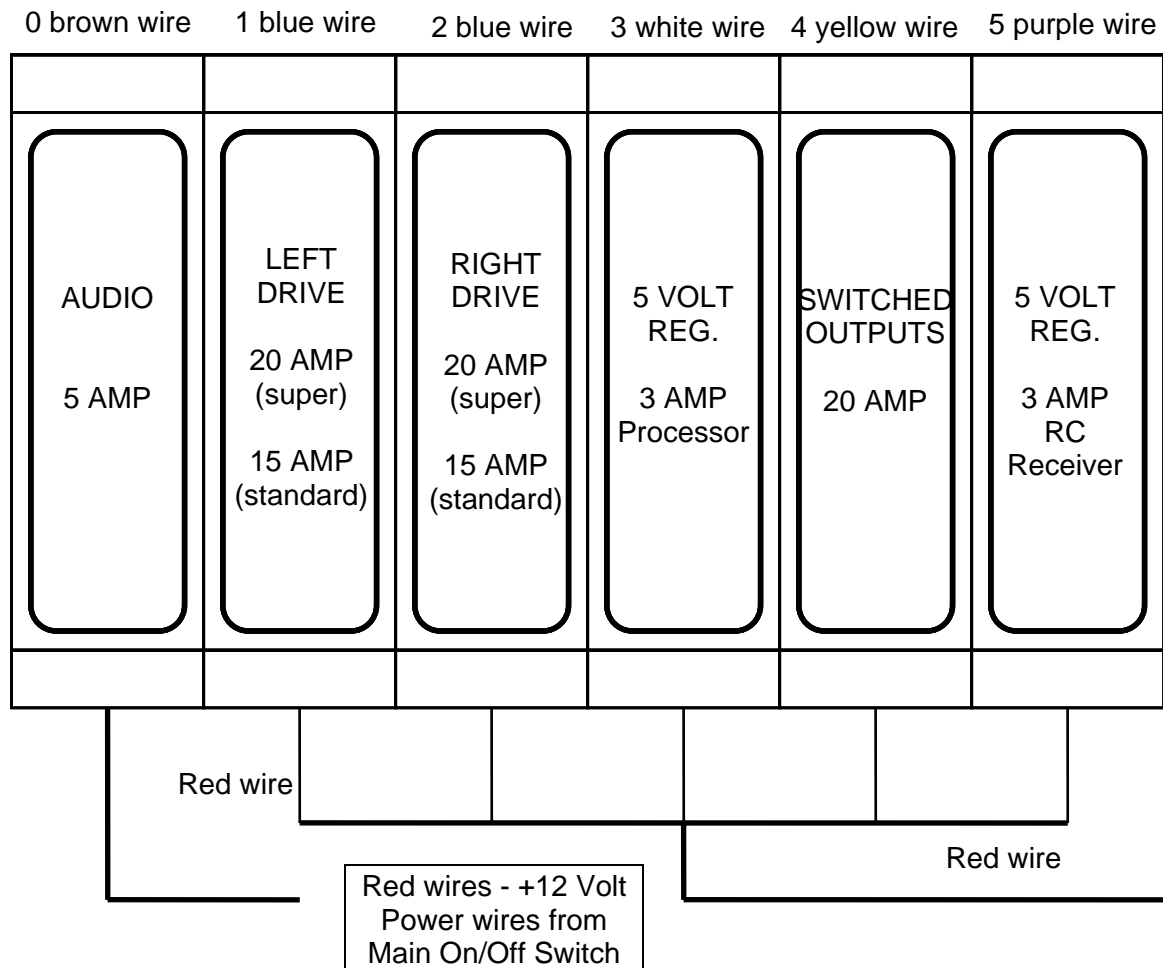 0 brown wire
1 blue wire
2 blue wire
3 white wire
4 yellow wire
5 purple wire
AUDIO
5 AMP
LEFT
DRIVE
20 AMP
(super)
15 AMP
(standard)
RIGHT
DRIVE
20 AMP
(super)
15 AMP
(standard)
5 VOLT
REG.
3 AMP
Processor
SWITCHED
OUTPUTS
20 AMP
5 VOLT
REG.
3 AMP
RC
Receiver
Red wire
Red wire
Red wires - +12 Volt
Power wires from
Main On/Off Switch